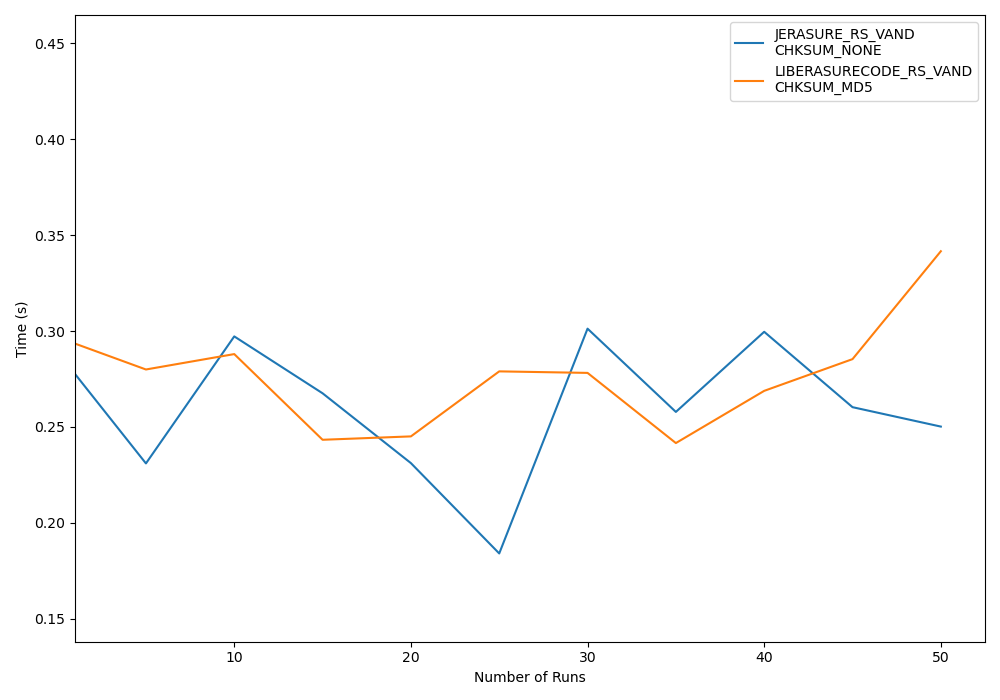 JERASURE_RS_VAND
CHKSUM_NONE
LIBERASURECODE_RS_VAND
CHKSUM_MD5
0.45
0.40
0.35
0.30
0.25
0.20
0.15
Time (s)
10 20 30 40 50
Number of Runs